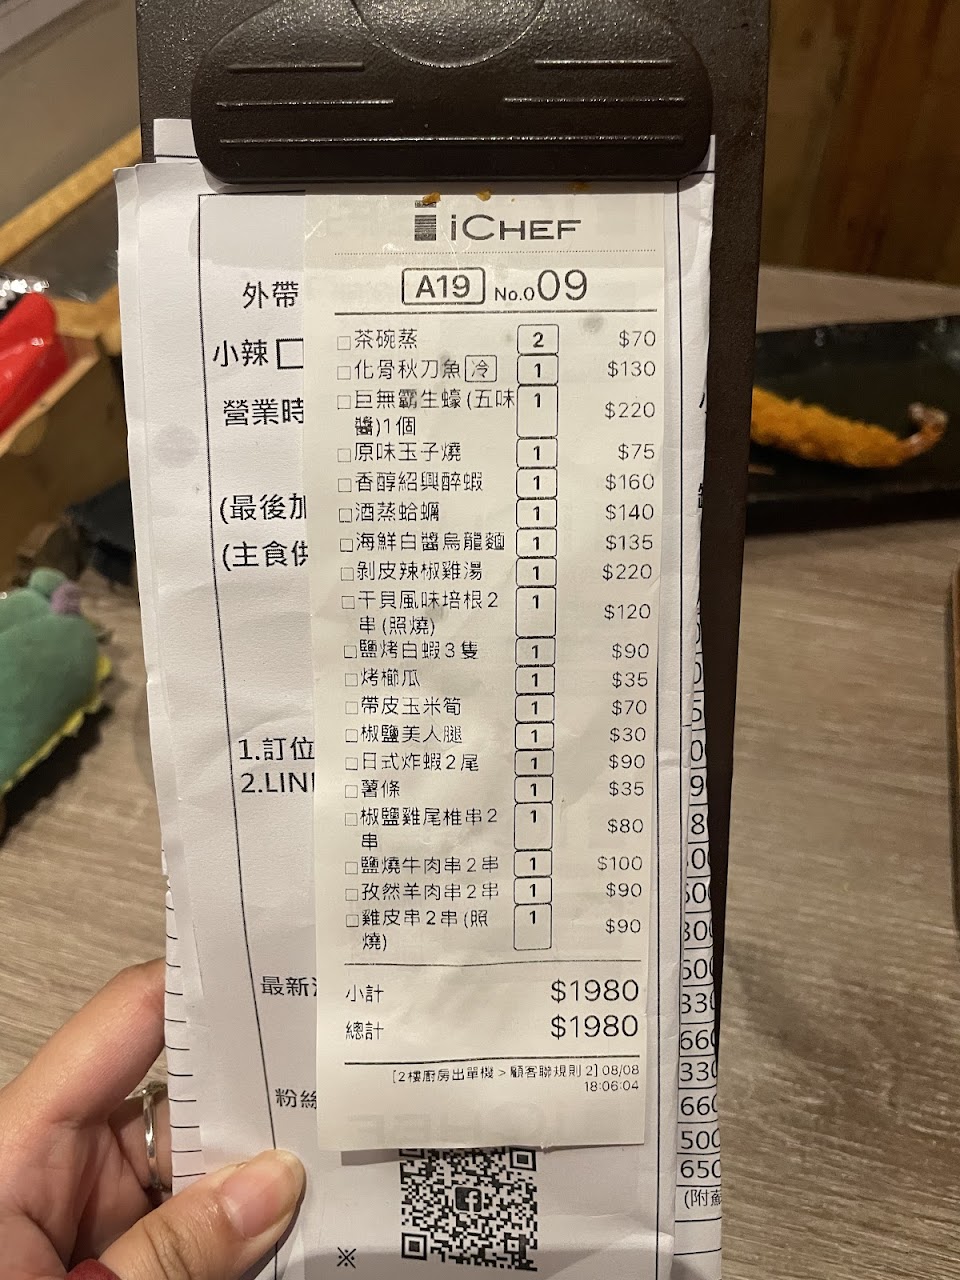 iCHEF
A19 No.009
外帶
小辣
營業時
(最後加
(主食供
1.訂位
2.LIN
最新
粉絲
□茶碗蒸 2 $70
□化骨秋刀魚 冷 1 $130
□巨無霸生蠔(五味 1 $220
醬)1個
□原味玉子燒 1 $75
□香醇紹興醉蝦 1 $160
□酒蒸蛤蠣 1 $140
□海鮮白醬烏龍麵 1 $135
□剝皮辣椒雞湯 1 $220
□干貝風味培根2 1 $120
串(照燒)
□鹽烤白蝦3隻 1 $90
□烤櫛瓜 1 $35
□帶皮玉米筍 1 $70
□椒鹽美人腿 1 $30
□日式炸蝦2尾 1 $90
□薯條 1 $35
□椒鹽雞尾椎串2 1 $80
串
□鹽燒牛肉串2串 1 $100
□孜然羊肉串2串 1 $90
□雞皮串2串(照 1 $90
燒)
小計 $1980
總計 $1980
[2樓廚房出單機 > 顧客聯規則 2] 08/08
18:06:04
330
660
330
660
500
650
(附
※